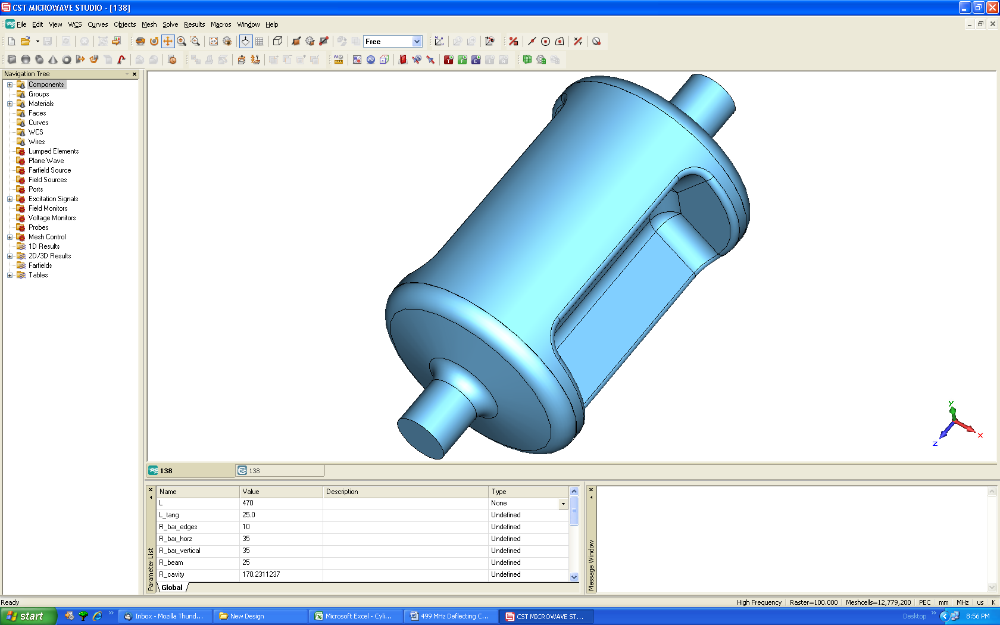 CST MICROWAVE STUDIO - [138]
File Edit View WCS Curves Objects Mesh Solve Results Macros Window Help
Free
Navigation Tree
Components
Groups
Materials
Faces
Curves
WCS
Wires
Lumped Elements
Plane Wave
Farfield Source
Field Sources
Ports
Excitation Signals
Field Monitors
Voltage Monitors
Probes
Mesh Control
1D Results
2D/3D Results
Farfields
Tables
y
x
z
138
138
Name Value Description Type
L 470 None
L_tang 25.0 Undefined
R_bar_edges 10 Undefined
R_bar_horz 35 Undefined
R_bar_vertical 35 Undefined
R_beam 25 Undefined
R_cavity 170.2311237 Undefined
Global
Parameter List
Message Window
Ready
High Frequency Raster=100.000 Meshcells=12,779,200 PEC mm MHz us K
start
Inbox - Mozilla Thund...
New Design
Microsoft Excel - Cyli...
499 MHz Deflecting C...
CST MICROWAVE ST...
Desktop
8:56 PM